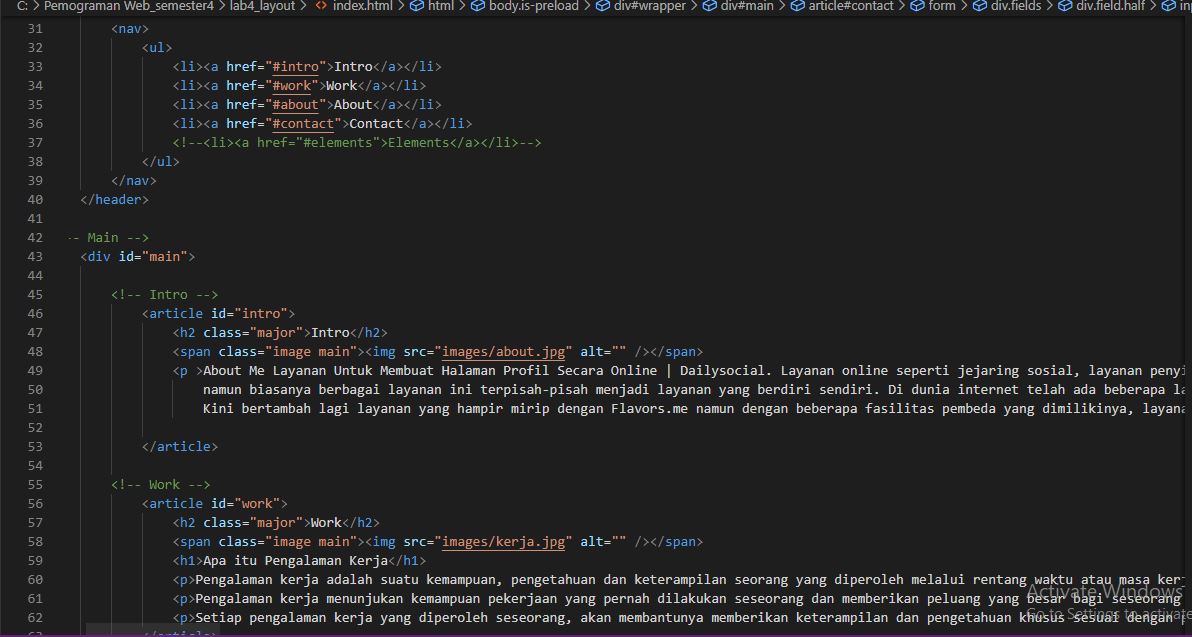 C: > Pemograman Web_semester4 > lab4_layout > <> index.html > html > body.is-preload > div#wrapper > div#main > article#contact > form > div.fields > div.field.half >
31 <nav>
32 <ul>
33 <li><a href="#intro">Intro</a></li>
34 <li><a href="#work">Work</a></li>
35 <li><a href="#about">About</a></li>
36 <li><a href="#contact">Contact</a></li>
37 <!--<li><a href="#elements">Elements</a></li>-->
38 </ul>
39 </nav>
40 </header>
41
42 -- Main -->
43 <div id="main">
44
45 <!-- Intro -->
46 <article id="intro">
47 <h2 class="major">Intro</h2>
48 <span class="image main"><img src="images/about.jpg" alt="" /></span>
49 <p >About Me Layanan Untuk Membuat Halaman Profil Secara Online | Dailysocial. Layanan online seperti jejaring sosial, layanan penyi
50 namun biasanya berbagai layanan ini terpisah-pisah menjadi layanan yang berdiri sendiri. Di dunia internet telah ada beberapa la
51 Kini bertambah lagi layanan yang hampir mirip dengan Flavors.me namun dengan beberapa fasilitas pembeda yang dimilikinya, layana
52
53 </article>
54
55 <!-- Work -->
56 <article id="work">
57 <h2 class="major">Work</h2>
58 <span class="image main"><img src="images/kerja.jpg" alt="" /></span>
59 <h1>Apa itu Pengalaman Kerja</h1>
60 <p>Pengalaman kerja adalah suatu kemampuan, pengetahuan dan keterampilan seorang yang diperoleh melalui rentang waktu atau masa ker
61 <p>Pengalaman kerja menunjukan kemampuan pekerjaan yang pernah dilakukan seseorang dan memberikan peluang yang besar bagi seseorang
62 <p>Setiap pengalaman kerja yang diperoleh seseorang, akan membantunya memberikan keterampilan dan pengetahuan khusus sesuai dengan
Activate Windows
Go to Settings to activate